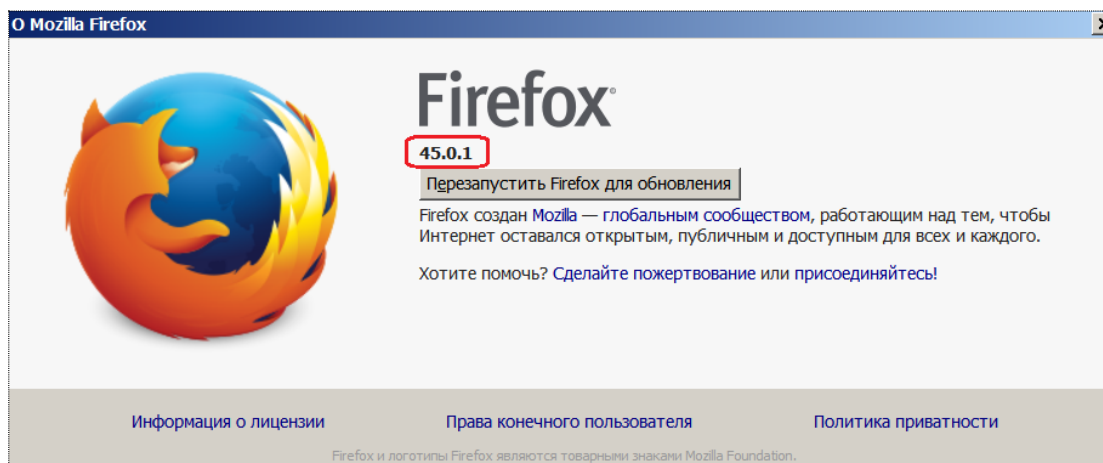 О Mozilla Firefox
Firefox
45.0.1
Перезапустить Firefox для обновления
Firefox создан Mozilla — глобальным сообществом, работающим над тем, чтобы
Интернет оставался открытым, публичным и доступным для всех и каждого.
Хотите помочь? Сделайте пожертвование или присоединяйтесь!
Информация о лицензии
Права конечного пользователя
Политика приватности
Firefox и логотипы Firefox являются товарными знаками Mozilla Foundation.